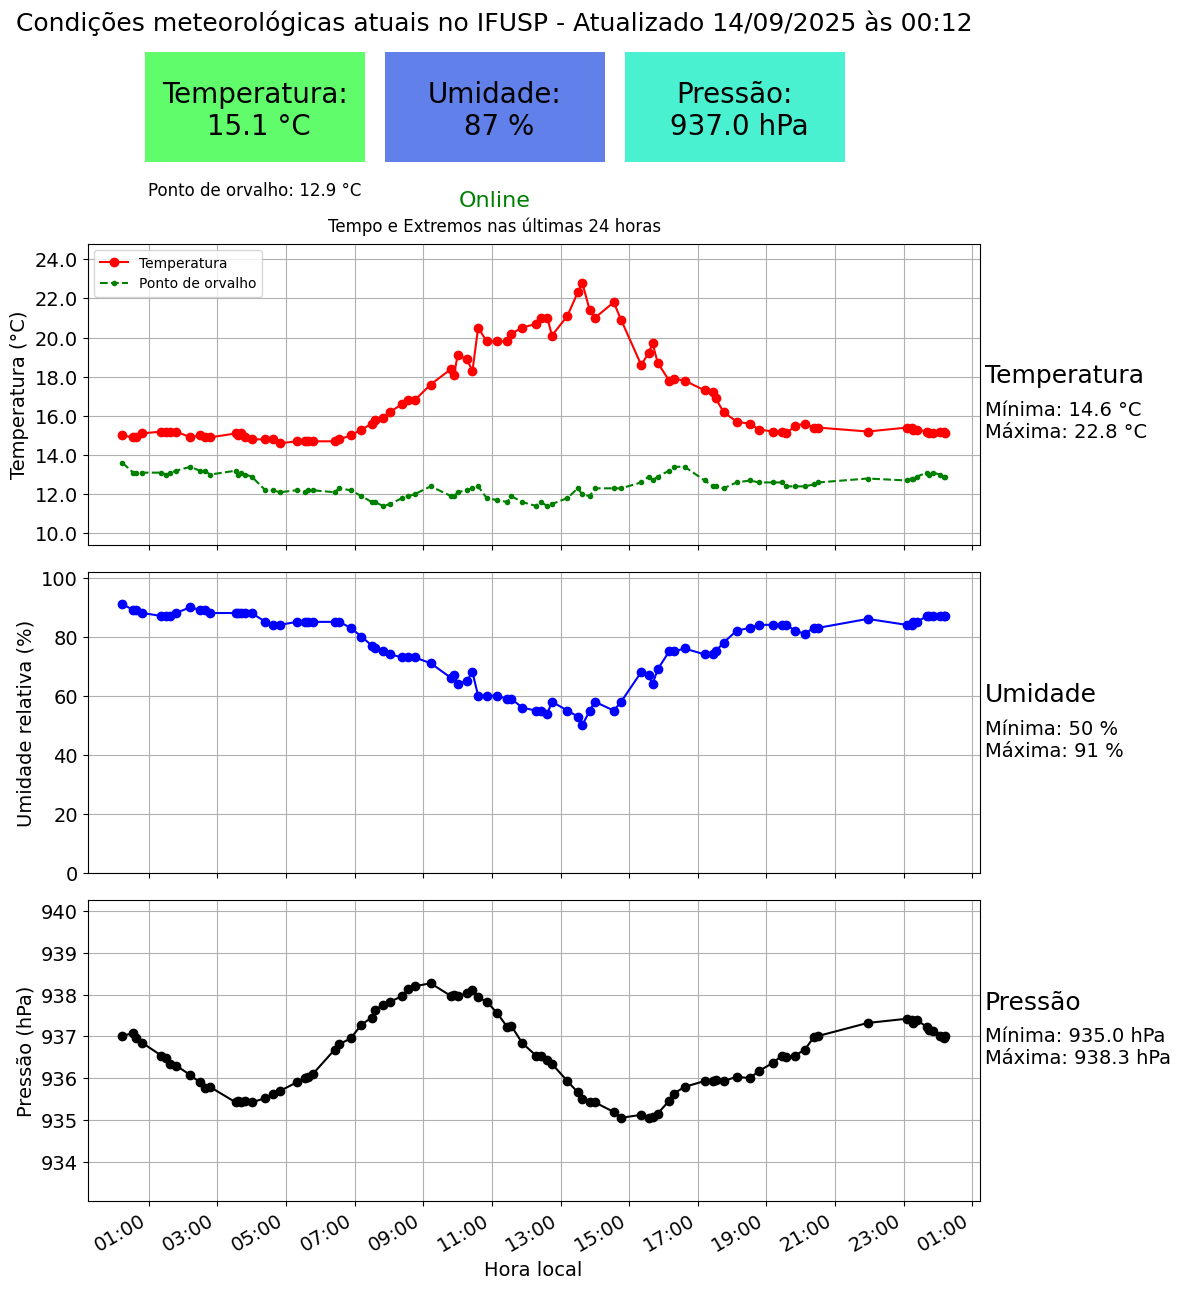 Condições meteorológicas atuais no IFUSP - Atualizado 14/09/2025 às 00:12
Temperatura:
15.1 °C
Umidade:
87 %
Pressão:
937.0 hPa
Ponto de orvalho: 12.9 °C
Online
Tempo e Extremos nas últimas 24 horas
Temperatura (°C)
24.0
22.0
20.0
18.0
16.0
14.0
12.0
10.0
Temperatura
Ponto de orvalho
Temperatura
Mínima: 14.6 °C
Máxima: 22.8 °C
Umidade relativa (%)
100
80
60
40
20
0
Umidade
Mínima: 50 %
Máxima: 91 %
Pressão (hPa)
940
939
938
937
936
935
934
Pressão
Mínima: 935.0 hPa
Máxima: 938.3 hPa
01:00
03:00
05:00
07:00
09:00
11:00
13:00
15:00
17:00
19:00
21:00
23:00
01:00
Hora local